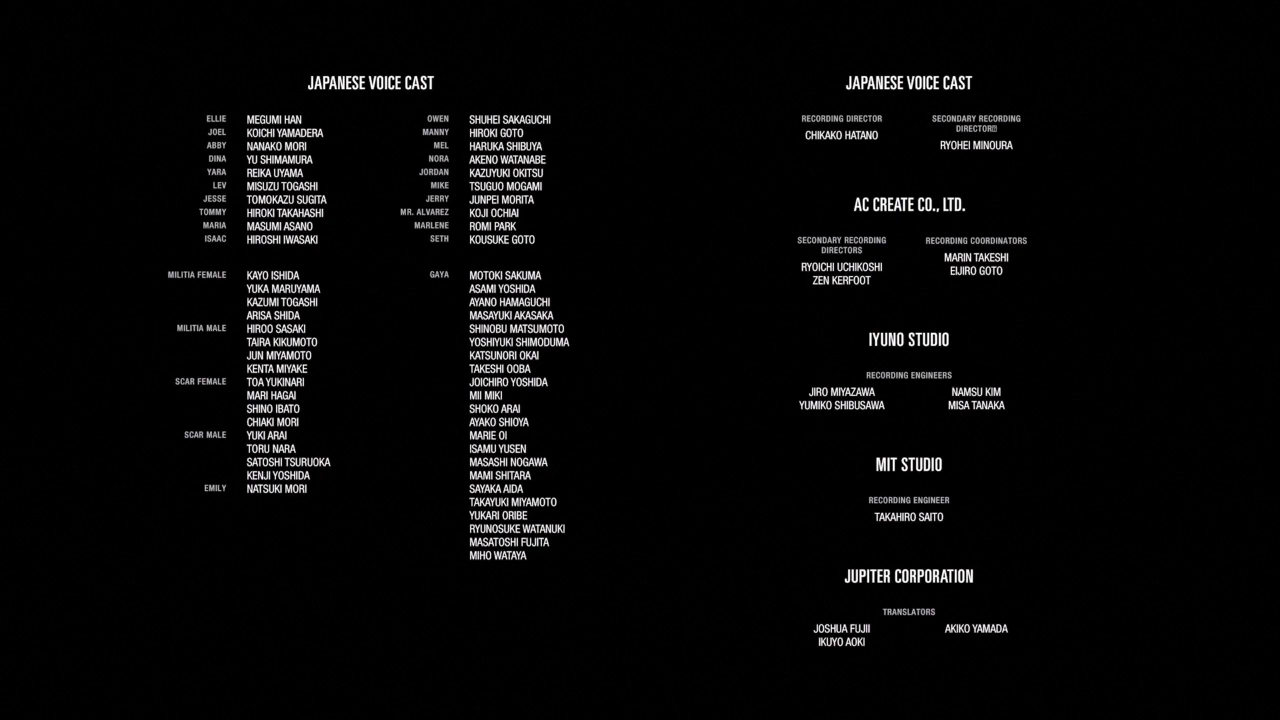 JAPANESE VOICE CAST
ELLIE MEGUMI HAN
JOEL KOICHI YAMADERA
ABBY NANAKO MORI
DINA YU SHIMAMURA
YARA REIKA UYAMA
LEV MISUZU TOGASHI
JESSE TOMOKAZU SUGITA
TOMMY HIROKI TAKAHASHI
MARIA MASUMI ASANO
ISAAC HIROSHI IWASAKI
OWEN SHUHEI SAKAGUCHI
MANNY HIROKI GOTO
MEL HARUKA SHIBUYA
NORA AKENO WATANABE
JORDAN KAZUYUKI OKITSU
MIKE TSUGUO MOGAMI
JERRY JUNPEI MORITA
MR. ALVAREZ KOJI OCHIAI
MARLENE ROMI PARK
SETH KOUSUKE GOTO
MILITIA FEMALE KAYO ISHIDA
YUKA MARUYAMA
KAZUMI TOGASHI
ARISA SHIDA
MILITIA MALE HIROO SASAKI
TAIRA KIKUMOTO
JUN MIYAMOTO
KENTA MIYAKE
SCAR FEMALE TOA YUKINARI
MARI HAGAI
SHINO IBATO
CHIAKI MORI
SCAR MALE YUKI ARAI
TORU NARA
SATOSHI TSURUOKA
KENJI YOSHIDA
EMILY NATSUKI MORI
GAYA MOTOKI SAKUMA
ASAMI YOSHIDA
AYANO HAMAGUCHI
MASAYUKI AKASAKA
SHINOBU MATSUMOTO
YOSHIYUKI SHIMODUMA
KATSUNORI OKAI
TAKESHI OOBA
JOICHIRO YOSHIDA
MII MIKI
SHOKO ARAI
AYAKO SHIOYA
MARIE OI
ISAMU YUSEN
MASASHI NOGAWA
MAMI SHITARA
SAYAKA AIDA
TAKAYUKI MIYAMOTO
YUKARI ORIBE
RYUNOSUKE WATANUKI
MASATOSHI FUJITA
MIHO WATAYA
JAPANESE VOICE CAST
RECORDING DIRECTOR
CHIKAKO HATANO
SECONDARY RECORDING
DIRECTOR
RYOHEI MINOURA
AC CREATE CO., LTD.
SECONDARY RECORDING
DIRECTORS
RYOICHI UCHIKOSHI
ZEN KERFOOT
RECORDING COORDINATORS
MARIN TAKESHI
EIJIRO GOTO
IYUNO STUDIO
RECORDING ENGINEERS
JIRO MIYAZAWA
YUMIKO SHIBUSAWA
NAMSU KIM
MISA TANAKA
MIT STUDIO
RECORDING ENGINEER
TAKAHIRO SAITO
JUPITER CORPORATION
TRANSLATORS
JOSHUA FUJII
IKUYO AOKI
AKIKO YAMADA